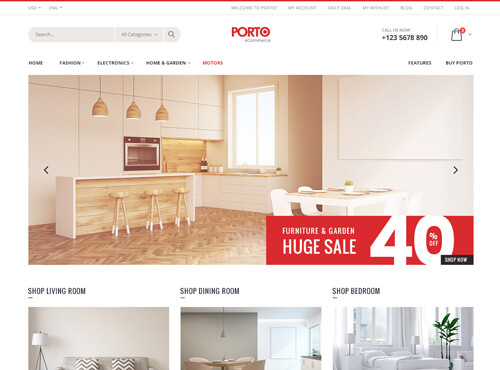 USD ENG WELCOME TO PORTO! MY ACCOUNT DAILY DEAL MY WISHLIST BLOG CONTACT LOG IN
Search... All Categories
PORTO
eCommerce
CALL US NOW
+123 5678 890
0
HOME FASHION ELECTRONICS HOME & GARDEN MOTORS FEATURES BUY PORTO
FURNITURE & GARDEN
HUGE SALE
40
%
OFF
SHOP NOW
SHOP LIVING ROOM SHOP DINING ROOM SHOP BEDROOM